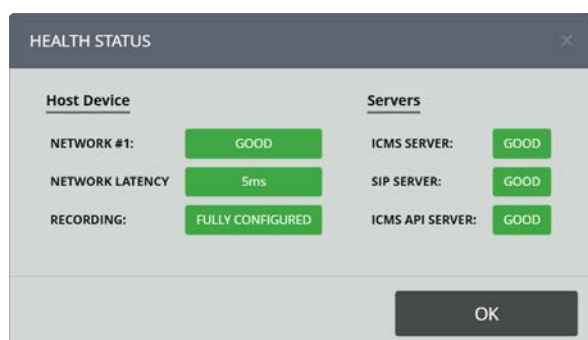 HEALTH STATUS
×
Host Device
Servers
NETWORK #1: GOOD
ICMS SERVER: GOOD
NETWORK LATENCY 5ms
SIP SERVER: GOOD
RECORDING: FULLY CONFIGURED
ICMS API SERVER: GOOD
OK